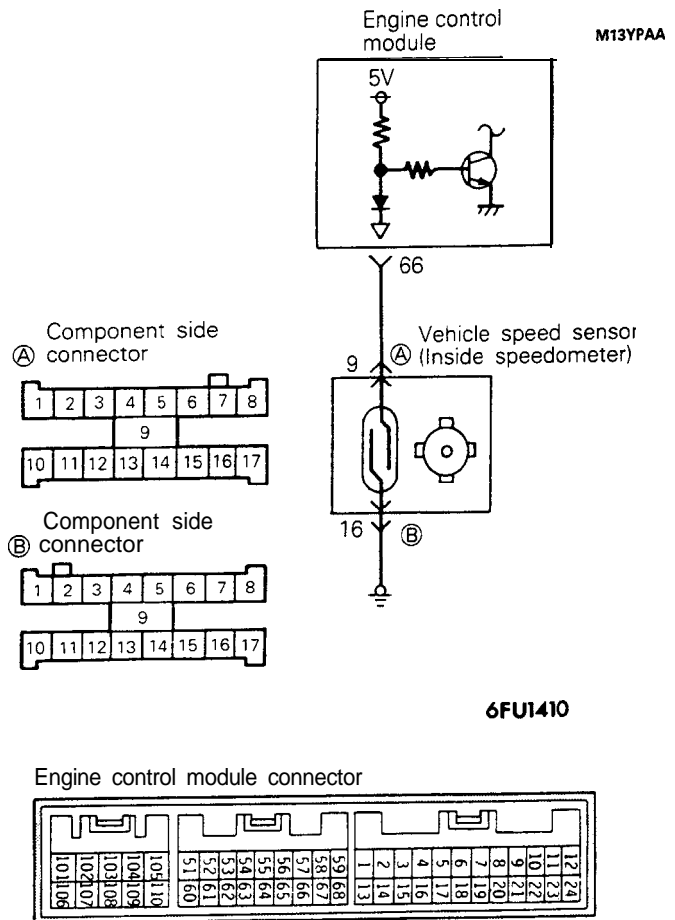 Engine control
module
M13YPAA
5V
66
Vehicle speed sensor
(Inside speedometer)
9
A
Component side
A connector
1 2 3 4 5 6 7 8
9
10 11 12 13 14 15 16 17
16
B
Component side
B connector
1 2 3 4 5 6 7 8
9
10 11 12 13 14 15 16 17
6FU1410
Engine control module connector
101 102 103 104 105 51 52 53 54 55 56 57 58 59 1 2 3 4 5 6 7 8 9 10 11 12
106 107 108 109 110 60 61 62 63 64 65 66 67 68 13 14 15 16 17 18 19 20 21 22 23 24